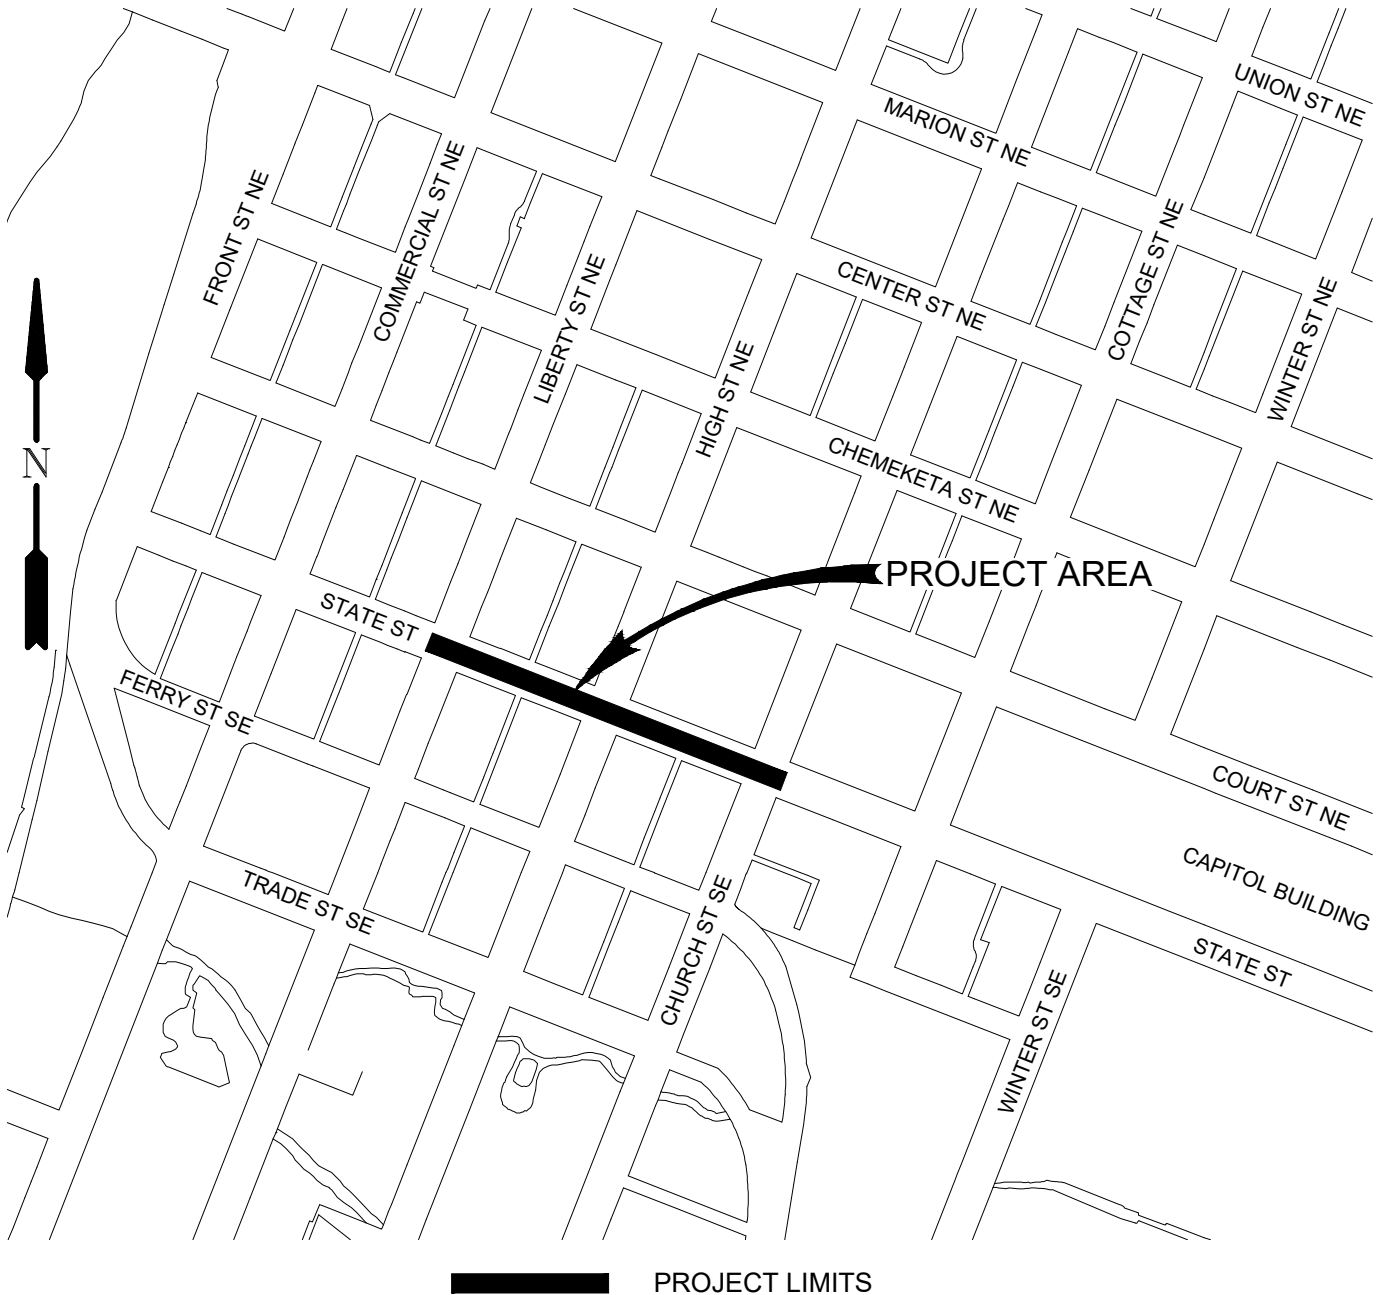 UNION ST NE
MARION ST NE
FRONT ST NE
COMMERCIAL ST NE
LIBERTY ST NE
HIGH ST NE
CENTER ST NE
COTTAGE ST NE
WINTER ST NE
CHEMEKETA ST NE
N
PROJECT AREA
STATE ST
FERRY ST SE
COURT ST NE
CAPITOL BUILDING
TRADE ST SE
CHURCH ST SE
STATE ST
WINTER ST SE
PROJECT LIMITS